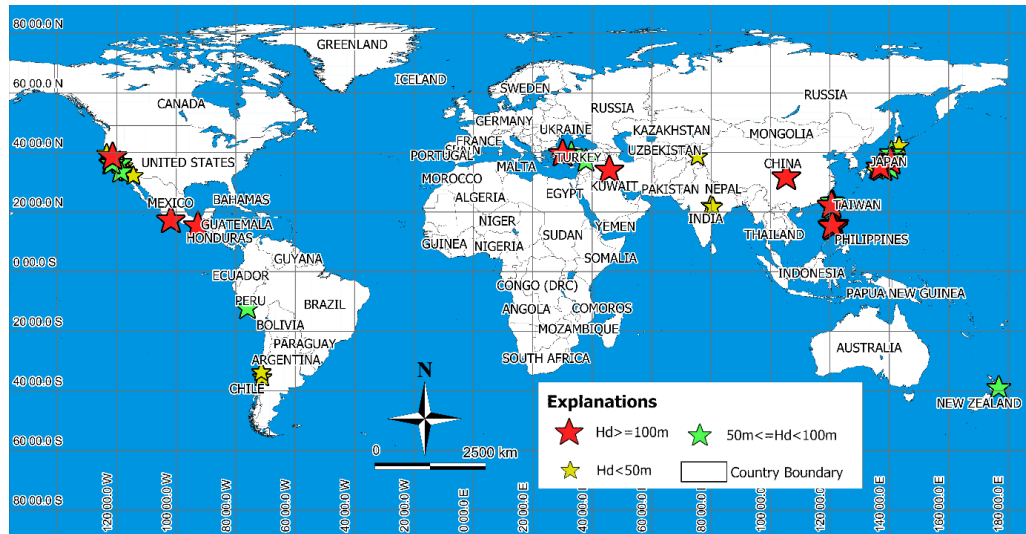 80 00.0 N
GREENLAND
ICELAND
60 00.0 N
SWEDEN
RUSSIA
RUSSIA
CANADA
GERMANY
UKRAINE
KAZAKHSTAN
MONGOLIA
40 00.0 N
FRANCE
SPAIN
PORTUGAL
TURKEY
UZBEKISTAN
JAPAN
UNITED STATES
MALTA
CHINA
MOROCCO
KUWAIT
PAKISTAN
NEPAL
20 00.0 N
MEXICO
BAHAMAS
ALGERIA
EGYPT
TAIWAN
GUATEMALA
HONDURAS
NIGER
YEMEN
INDIA
GUINEA
NIGERIA
SUDAN
THAILAND
PHILIPPINES
0 00.00 S
GUYANA
SOMALIA
ECUADOR
CONGO (DRC)
INDONESIA
PERU
BRAZIL
ANGOLA
COMOROS
PAPUA NEW GUINEA
20 00.0 S
BOLIVIA
MOZAMBIQUE
PARAGUAY
ARGENTINA
SOUTH AFRICA
AUSTRALIA
40 00.0 S
CHILE
NEW ZEALAND
N
Explanations
Hd>=100m
50m<=Hd<100m
Hd<50m
Country Boundary
0
2500 km
60 00.0 S
80 00.0 S
120 00.0 W
100 00.0 W
80 00.0 W
60 00.0 W
40 00.0 W
20 00.0 W
0 00.0 E
20 00.0 E
40 00.0 E
60 00.0 E
80 00.0 E
100 00.0 E
120 00.0 E
140 00.0 E
160 00.0 E
180 00.0 E